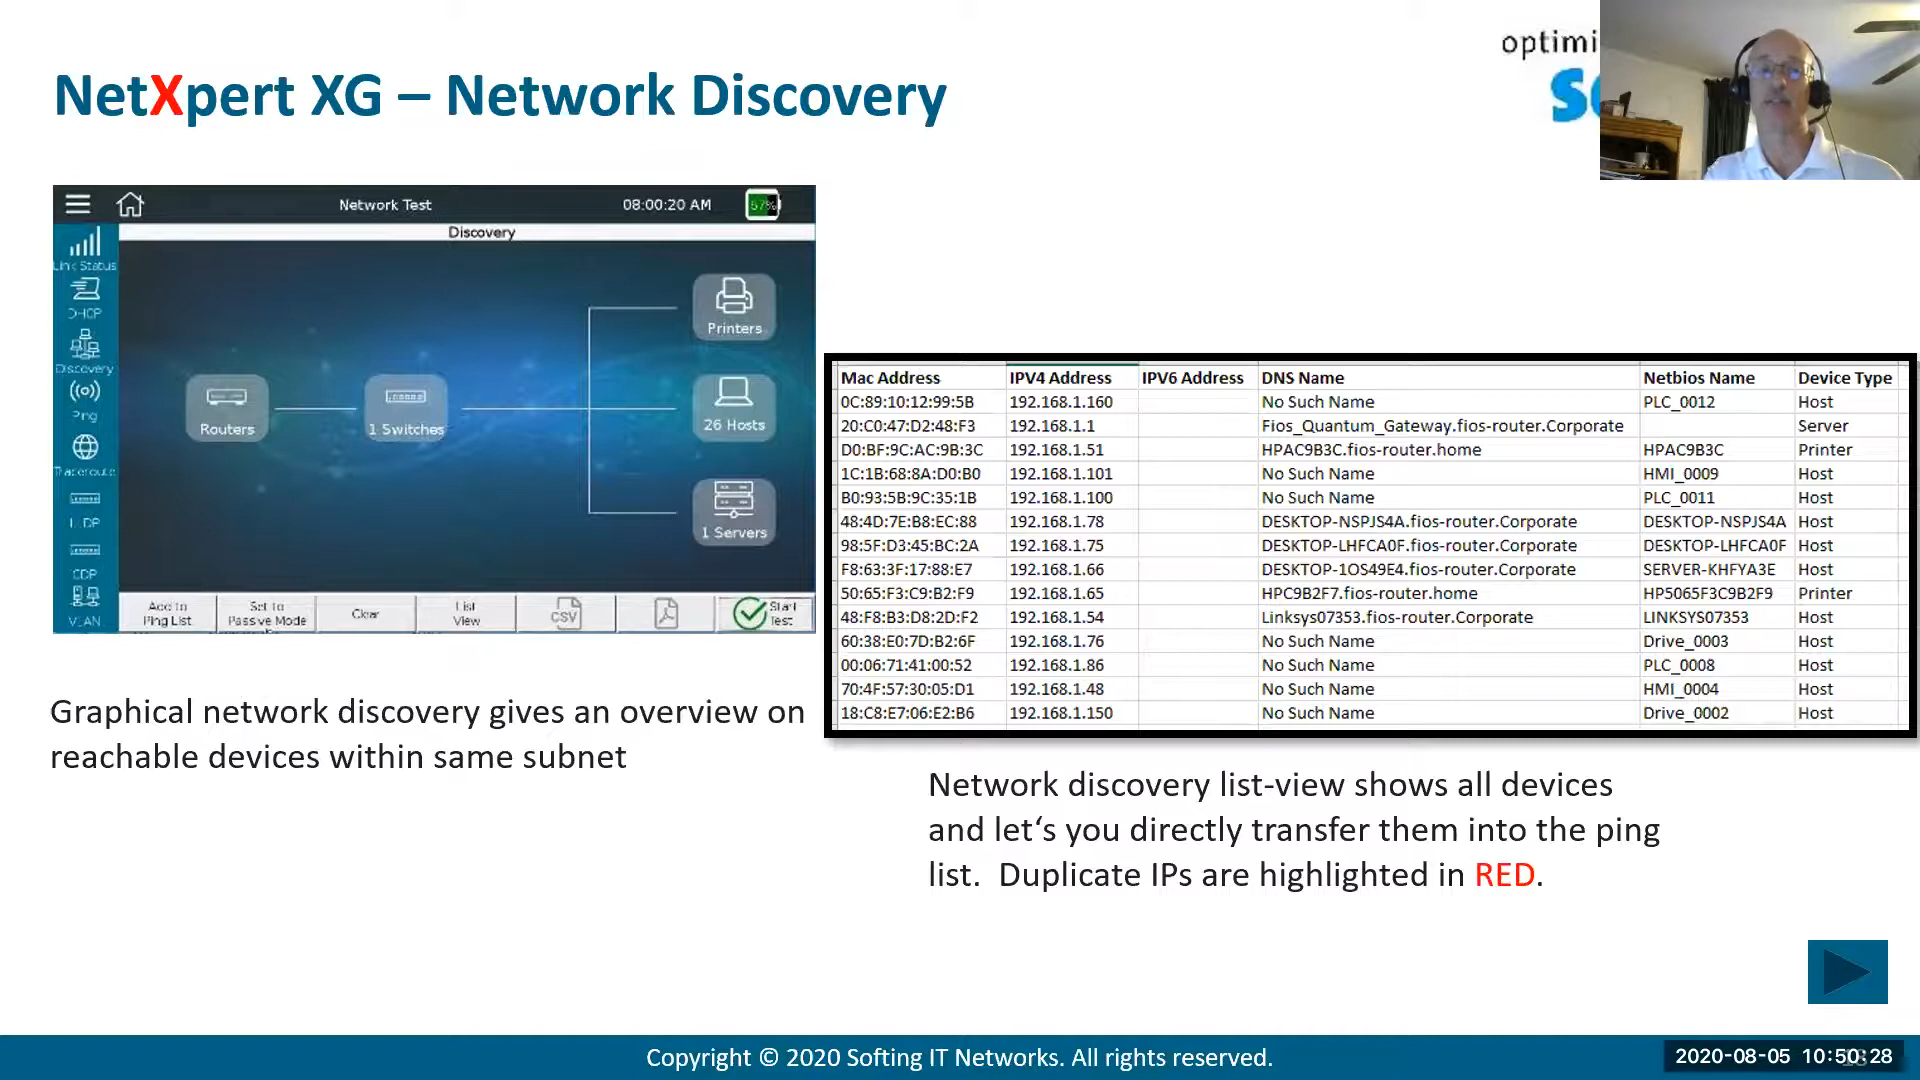 NetXpert XG – Network Discovery
optimi
Network Test
08:00:20 AM
57%
Discovery
Link Status
DHCP
Discovery
Ping
Traceroute
LLDP
CDP
VLAN
Printers
Routers
1 Switches
26 Hosts
1 Servers
Add to Ping List
Set to Passive Mode
Clear
List View
CSV
Start Test
Mac Address IPV4 Address IPV6 Address DNS Name Netbios Name Device Type
0C:89:10:12:99:5B 192.168.1.160 No Such Name PLC_0012 Host
20:C0:47:D2:48:F3 192.168.1.1 Fios_Quantum_Gateway.fios-router.Corporate Server
D0:BF:9C:AC:9B:3C 192.168.1.51 HPAC9B3C.fios-router.home HPAC9B3C Printer
1C:1B:68:8A:D0:B0 192.168.1.101 No Such Name HMI_0009 Host
B0:93:5B:9C:35:1B 192.168.1.100 No Such Name PLC_0011 Host
48:4D:7E:B8:EC:88 192.168.1.78 DESKTOP-NSPJS4A.fios-router.Corporate DESKTOP-NSPJS4A Host
98:5F:D3:45:BC:2A 192.168.1.75 DESKTOP-LHFCA0F.fios-router.Corporate DESKTOP-LHFCA0F Host
F8:63:3F:17:88:E7 192.168.1.66 DESKTOP-1OS49E4.fios-router.Corporate SERVER-KHFYA3E Host
50:65:F3:C9:B2:F9 192.168.1.65 HPC9B2F7.fios-router.home HP5065F3C9B2F9 Printer
48:F8:B3:D8:2D:F2 192.168.1.54 Linksys07353.fios-router.Corporate LINKSYS07353 Host
60:38:E0:7D:B2:6F 192.168.1.76 No Such Name Drive_0003 Host
00:06:71:41:00:52 192.168.1.86 No Such Name PLC_0008 Host
70:4F:57:30:05:D1 192.168.1.48 No Such Name HMI_0004 Host
18:C8:E7:06:E2:B6 192.168.1.150 No Such Name Drive_0002 Host
Graphical network discovery gives an overview on
reachable devices within same subnet
Network discovery list-view shows all devices
and let‘s you directly transfer them into the ping
list. Duplicate IPs are highlighted in RED.
Copyright © 2020 Softing IT Networks. All rights reserved.
2020-08-05 10:50:28